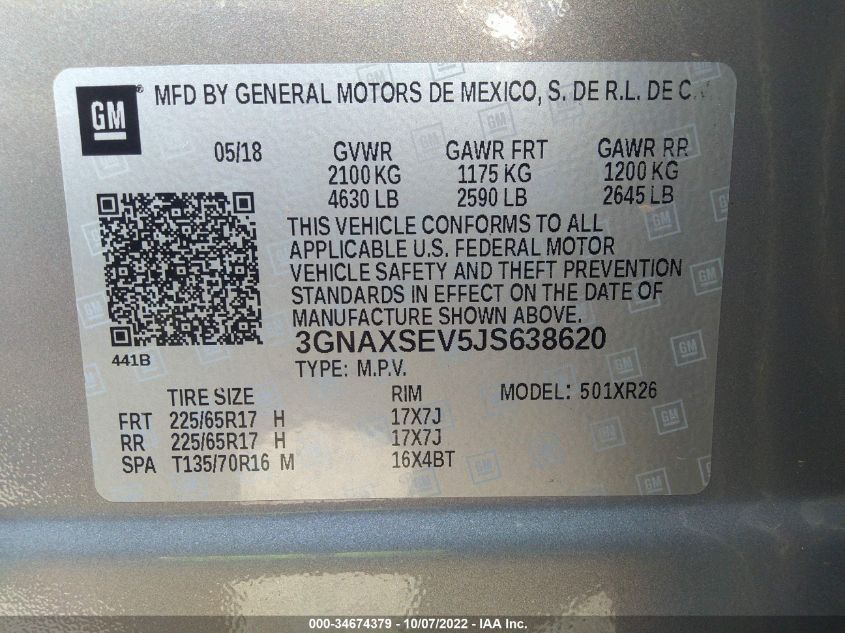 GM ® MFD BY GENERAL MOTORS DE MEXICO, S. DE R.L. DE C.V
05/18 GVWR GAWR FRT GAWR RR
2100 KG 1175 KG 1200 KG
4630 LB 2590 LB 2645 LB
THIS VEHICLE CONFORMS TO ALL
APPLICABLE U.S. FEDERAL MOTOR
VEHICLE SAFETY AND THEFT PREVENTION
STANDARDS IN EFFECT ON THE DATE OF
MANUFACTURE SHOWN ABOVE.
3GNAXSEV5JS638620
441B
TYPE: M.P.V.
TIRE SIZE RIM MODEL: 501XR26
FRT 225/65R17 H 17X7J
RR 225/65R17 H 17X7J
SPA T135/70R16 M 16X4BT
000-34674379 - 10/07/2022 - IAA Inc.